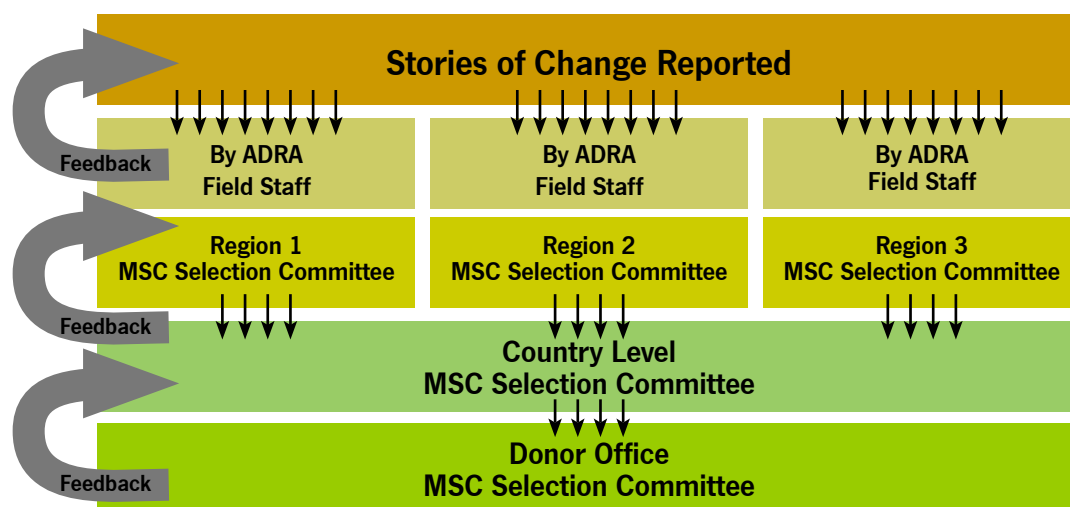 Stories of Change Reported
Feedback
By ADRA
Field Staff
By ADRA
Field Staff
By ADRA
Field Staff
Region 1
MSC Selection Committee
Region 2
MSC Selection Committee
Region 3
MSC Selection Committee
Feedback
Country Level
MSC Selection Committee
Donor Office
MSC Selection Committee
Feedback